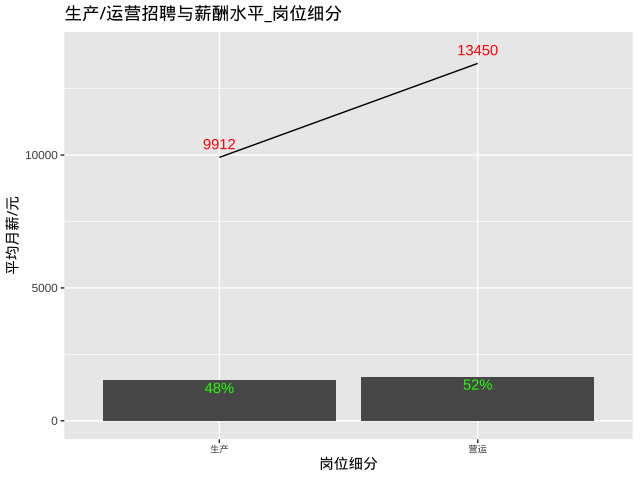 生产/运营招聘与薪酬水平_岗位细分
13450
9912
10000
5000
0
48%
52%
生产
营运
岗位细分
平均月薪/元